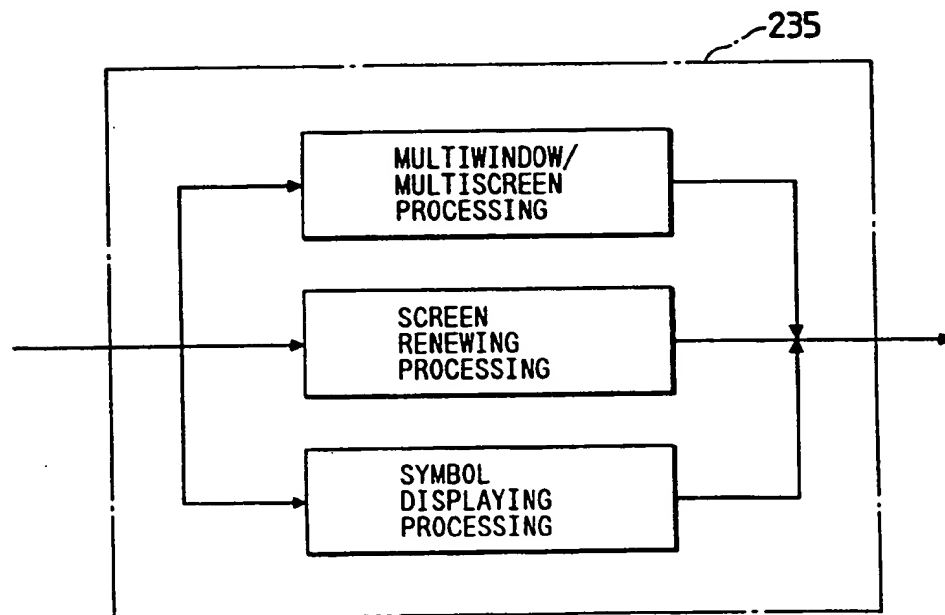 235
MULTIWINDOW/
MULTISCREEN
PROCESSING
SCREEN
RENEWING
PROCESSING
SYMBOL
DISPLAYING
PROCESSING